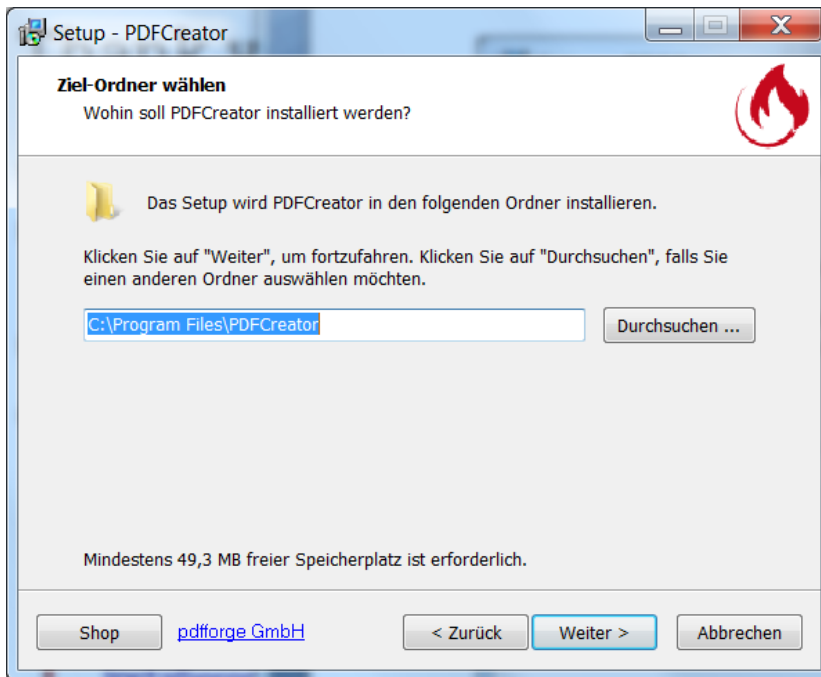 Setup - PDFCreator
Ziel-Ordner wählen
Wohin soll PDFCreator installiert werden?
Das Setup wird PDFCreator in den folgenden Ordner installieren.
Klicken Sie auf "Weiter", um fortzufahren. Klicken Sie auf "Durchsuchen", falls Sie
einen anderen Ordner auswählen möchten.
C:\Program Files\PDFCreator
Durchsuchen ...
Mindestens 49,3 MB freier Speicherplatz ist erforderlich.
Shop
pdfforge GmbH
< Zurück
Weiter >
Abbrechen